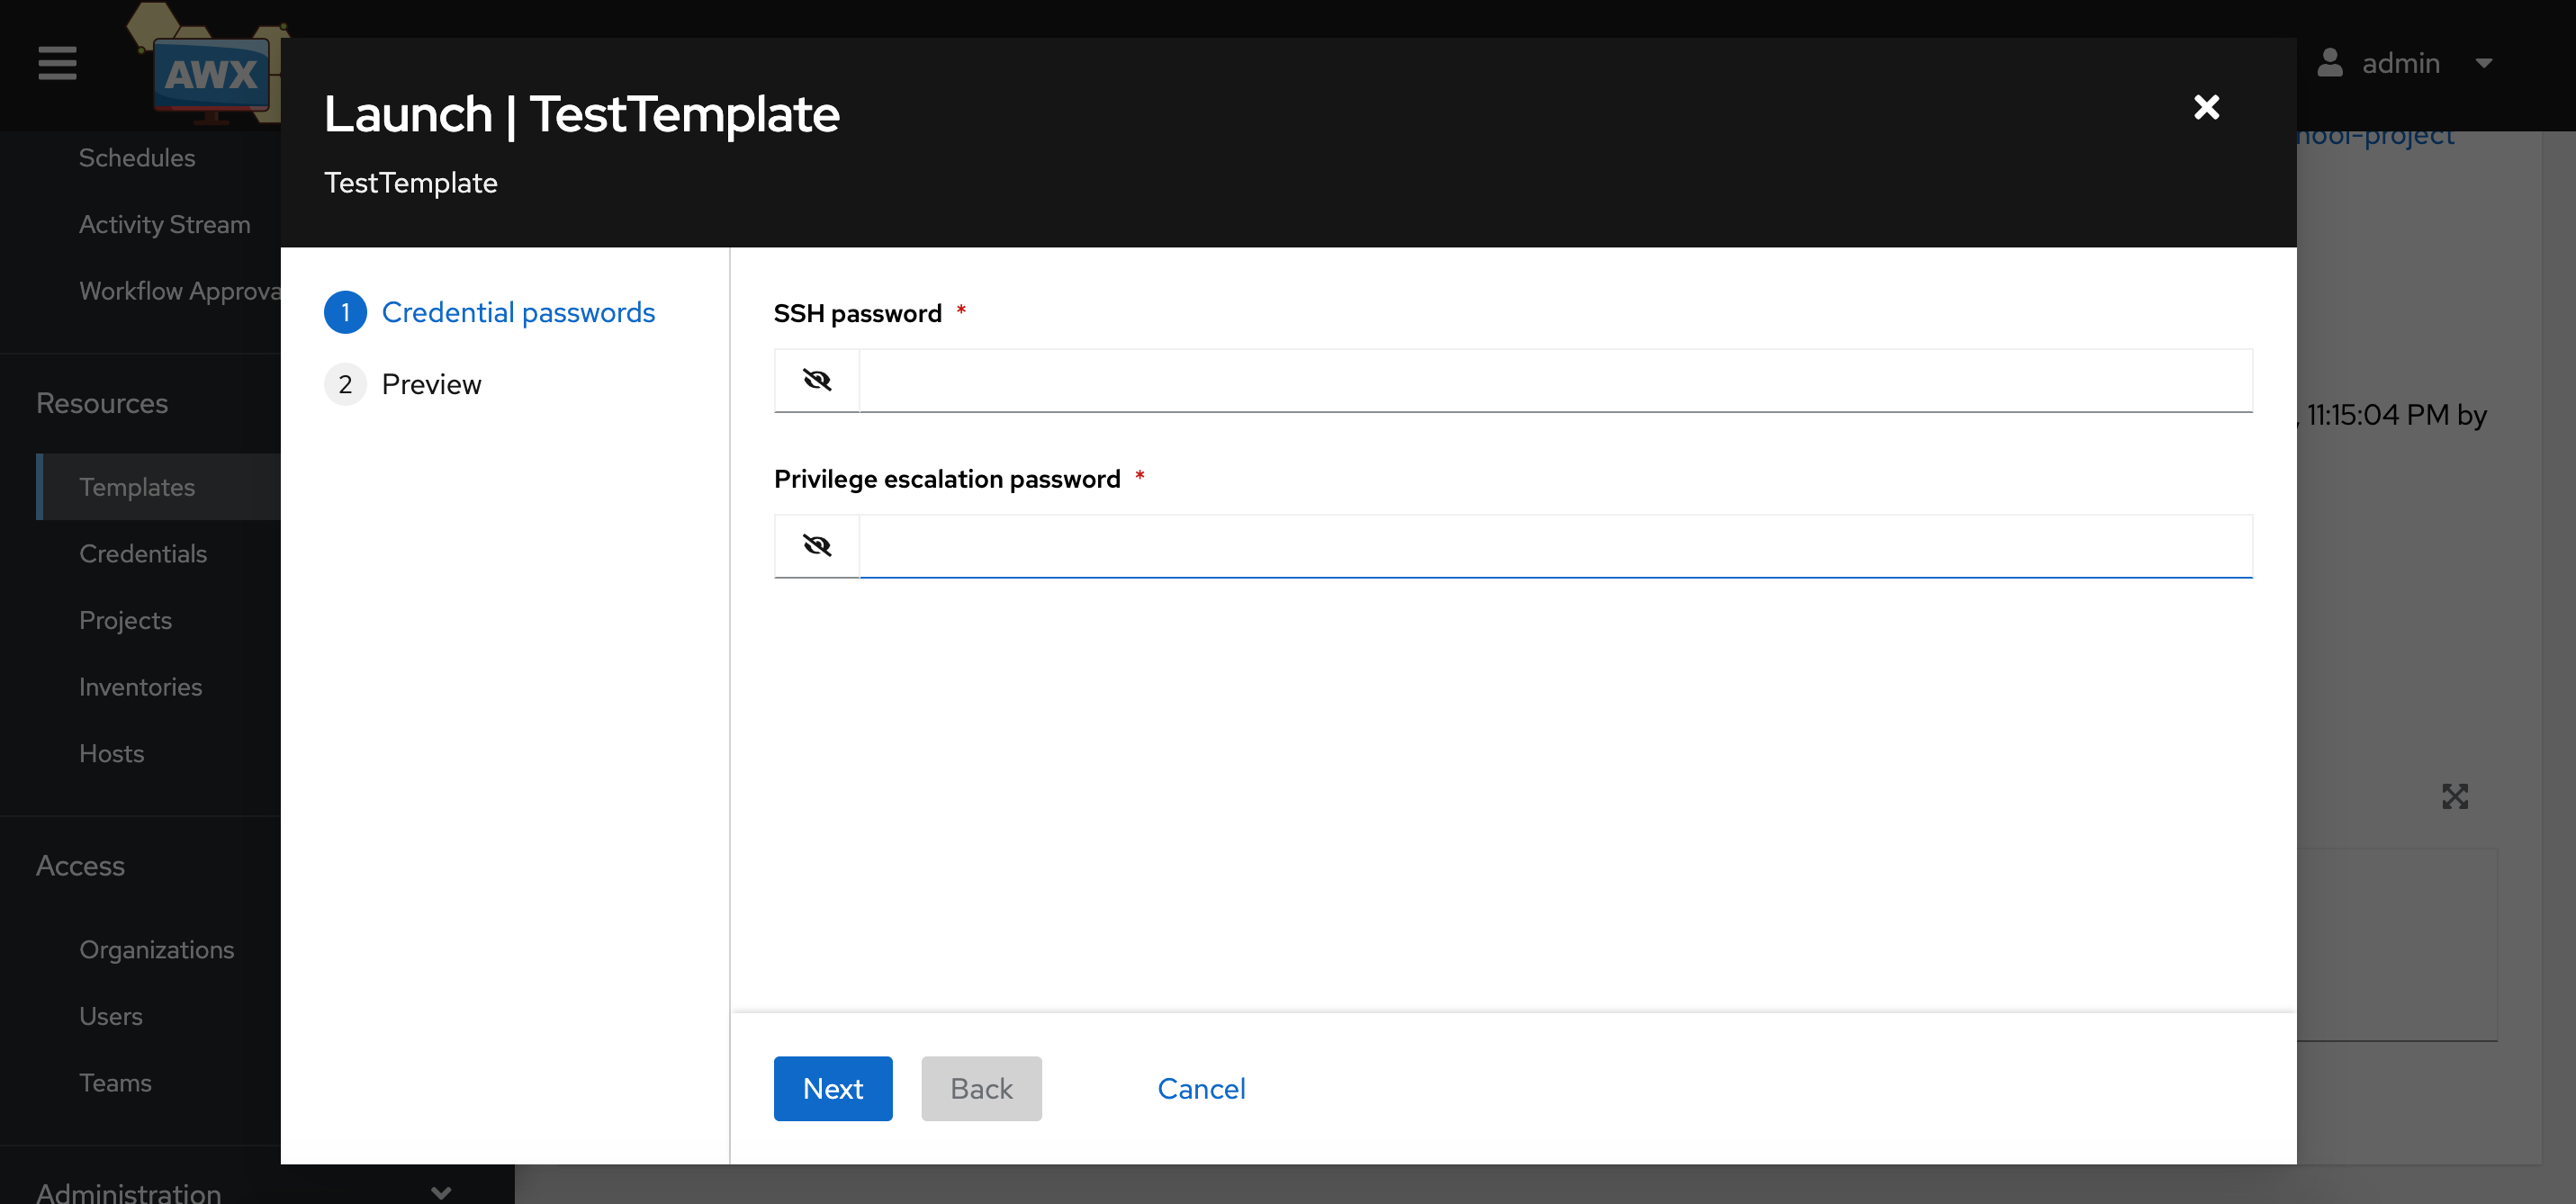 AWX
admin
Launch | TestTemplate
TestTemplate
Schedules
Activity Stream
Workflow Approva
Resources
Templates
Credentials
Projects
Inventories
Hosts
Access
Organizations
Users
Teams
Administration
1 Credential passwords
2 Preview
SSH password *
Privilege escalation password *
Next
Back
Cancel
hool-project
, 11:15:04 PM by